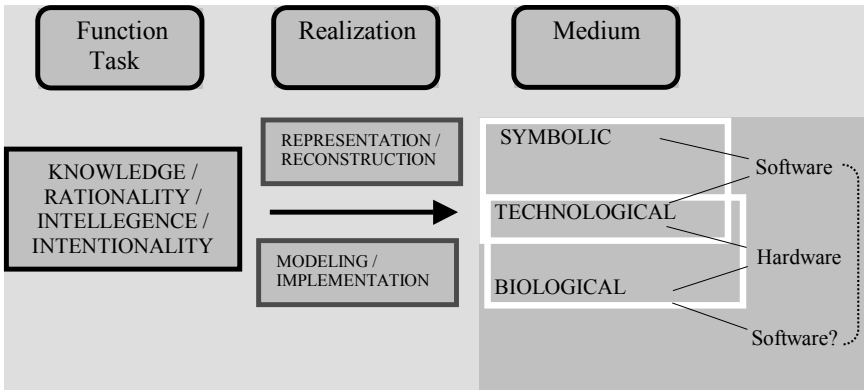 Function
Task
Realization
Medium
KNOWLEDGE /
RATIONALITY /
INTELLEGENCE /
INTENTIONALITY
REPRESENTATION /
RECONSTRUCTION
MODELING /
IMPLEMENTATION
SYMBOLIC
TECHNOLOGICAL
BIOLOGICAL
Software
Hardware
Software?